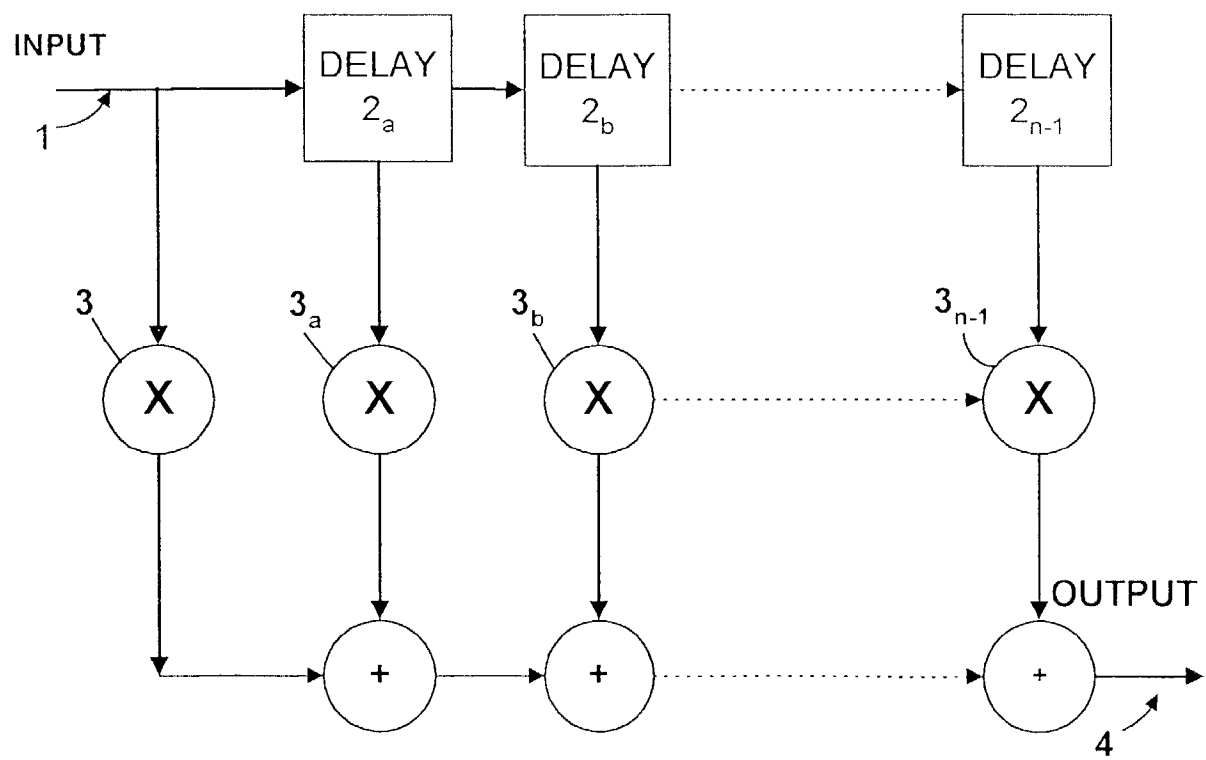 INPUT
1
DELAY
2a
DELAY
2b
DELAY
2n-1
3
3a
3b
3n-1
X
X
X
X
OUTPUT
+
+
+
4